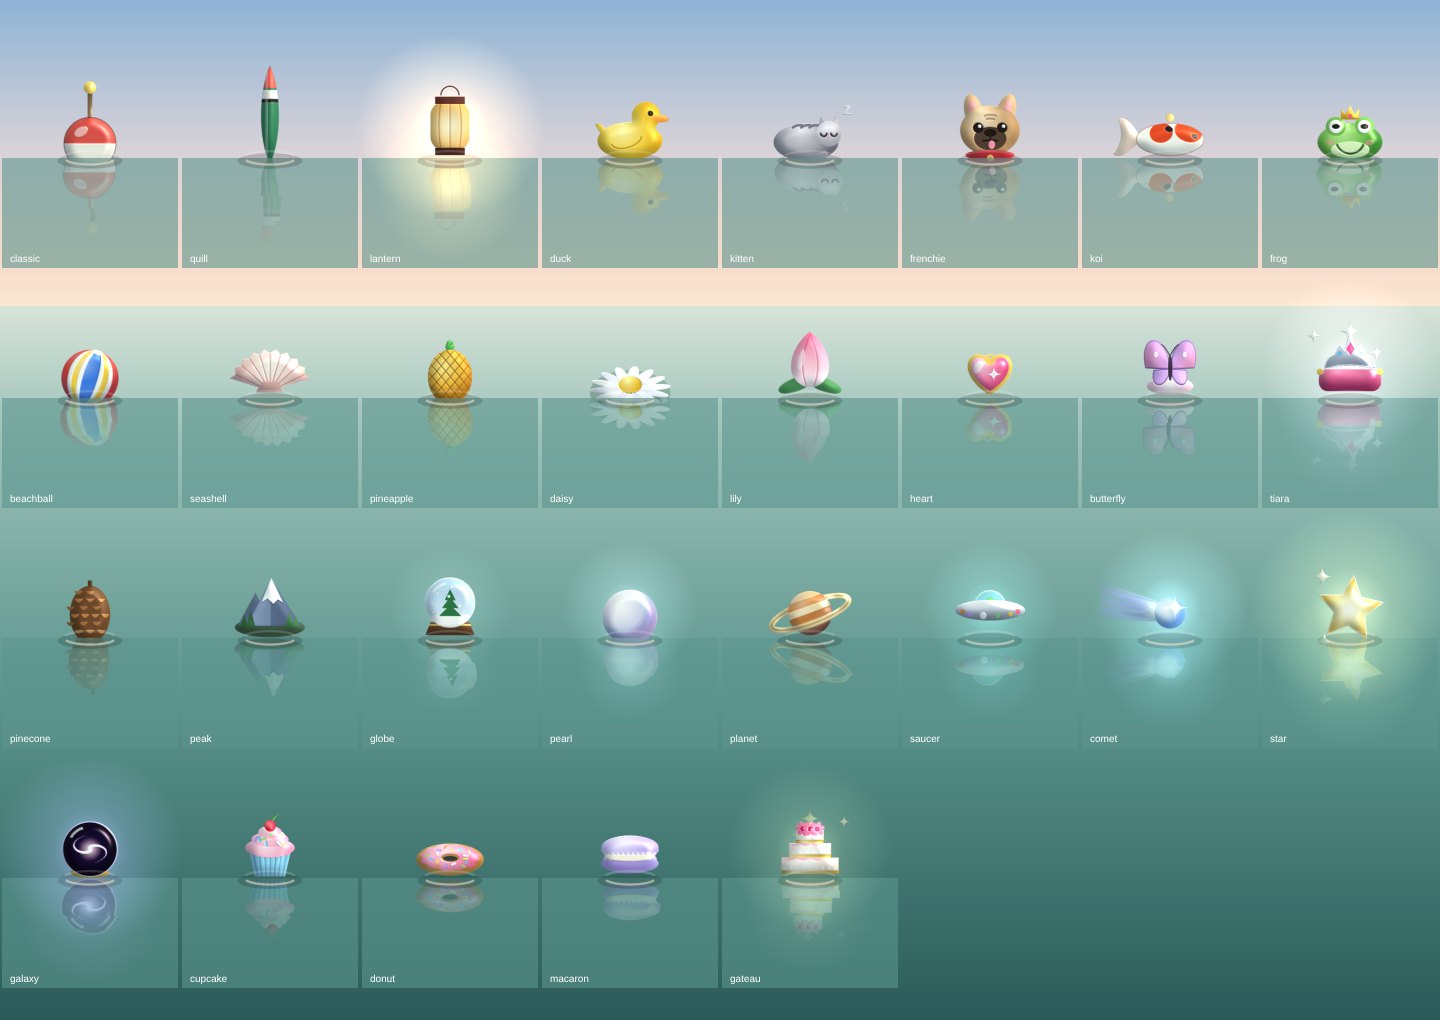 z
classic
quill
lantern
duck
kitten
frenchie
koi
frog
beachball
seashell
pineapple
daisy
lily
heart
butterfly
tiara
pinecone
peak
globe
pearl
planet
saucer
comet
star
galaxy
cupcake
donut
macaron
gateau